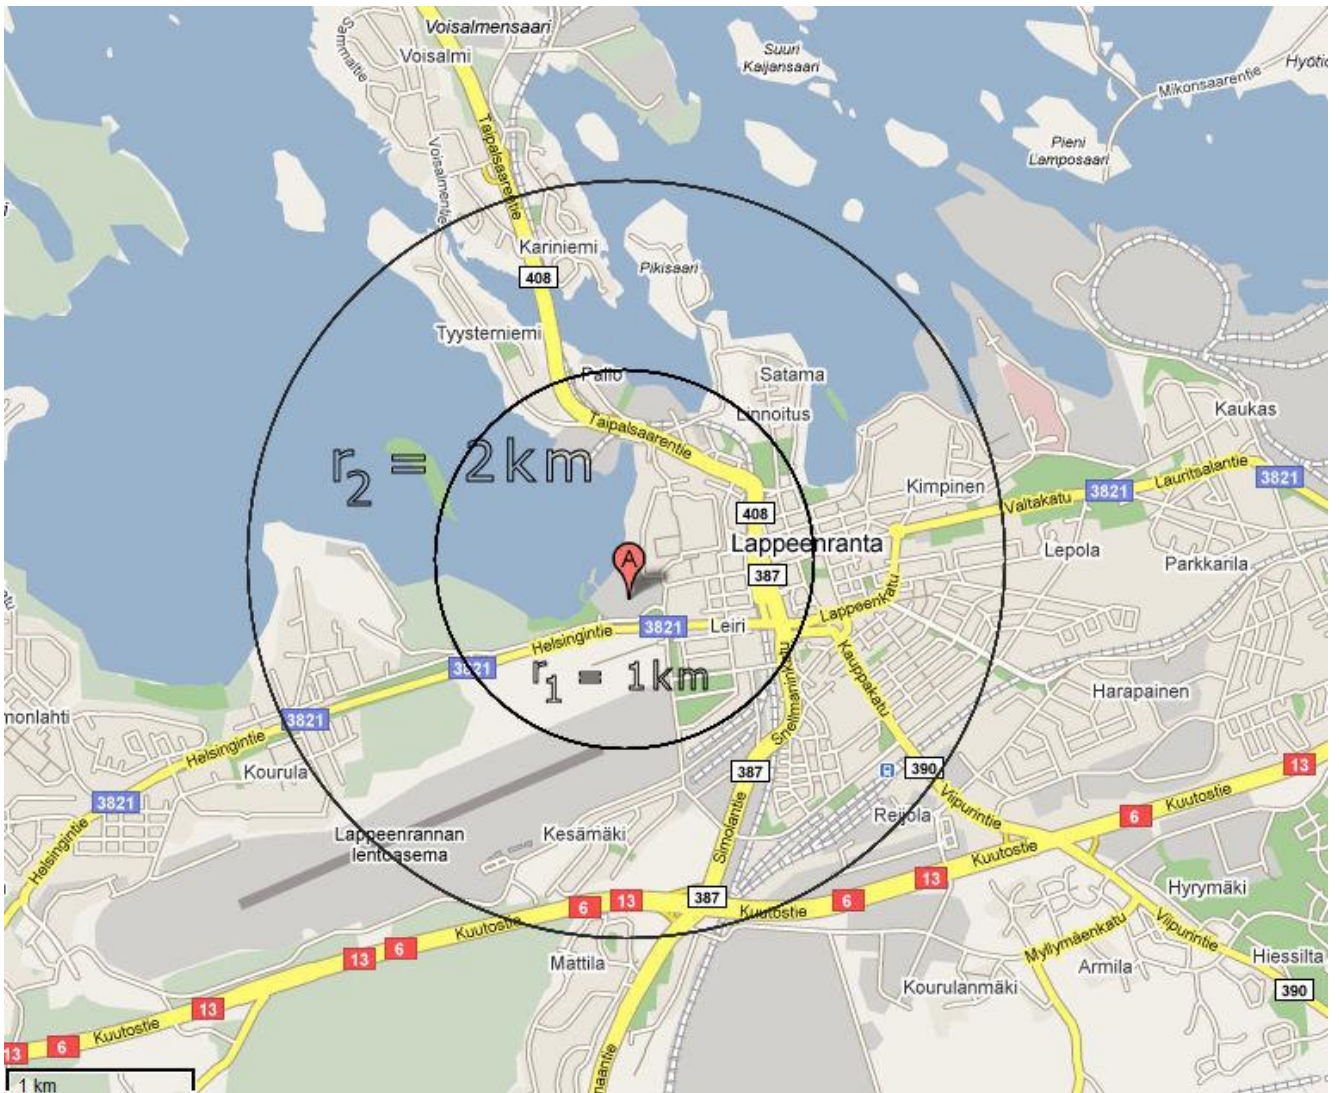 Voisalmensaari
Sammaltie
Voisalmi
Suuri
Kaijansaari
Hyötiö
Mikonsaarentie
Taipalsaarentie
Voisalmentie
Pieni
Lamposaari
Kariniemi
408
Pikisaari
Tyysterniemi
Pallo
Satama
Linnoitus
Kaukas
Taipalsaarentie
r2 = 2km
Kimpinen
Valtakatu
3821
Lauritsalantie
3821
408
Lappeenranta
Lepola
Parkkarila
A
387
Lappeenkatu
Helsingintie
3821
Leiri
3821
r1 = 1km
Snellmaninkatu
Kauppakatu
Harapainen
monlahti
3821
Helsingintie
Kourula
387
390
13
3821
Viipurintie
6
Kuutostie
Reijola
Helsingintie
Lappeenrannan
lentoasema
Kesämäki
Simolantie
Kuutostie
13
6
13
387
Kuutostie
6
Hyrymäki
Kuutostie
13
6
Mattila
Viipurintie
Myllymäenkatu
Armila
Hiessilta
Kourulanmäki
390
13
Kuutostie
13
6
maantie
1 km